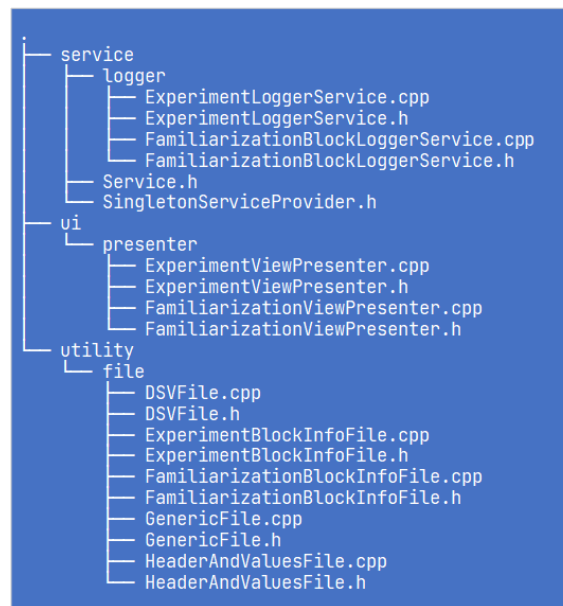 .
├── service
│   ├── logger
│   │   ├── ExperimentLoggerService.cpp
│   │   ├── ExperimentLoggerService.h
│   │   ├── FamiliarizationBlockLoggerService.cpp
│   │   └── FamiliarizationBlockLoggerService.h
│   ├── Service.h
│   └── SingletonServiceProvider.h
├── ui
│   └── presenter
│       ├── ExperimentViewPresenter.cpp
│       ├── ExperimentViewPresenter.h
│       ├── FamiliarizationViewPresenter.cpp
│       └── FamiliarizationViewPresenter.h
└── utility
    └── file
        ├── DSVFile.cpp
        ├── DSVFile.h
        ├── ExperimentBlockInfoFile.cpp
        ├── ExperimentBlockInfoFile.h
        ├── FamiliarizationBlockInfoFile.cpp
        ├── FamiliarizationBlockInfoFile.h
        ├── GenericFile.cpp
        ├── GenericFile.h
        ├── HeaderAndValuesFile.cpp
        └── HeaderAndValuesFile.h